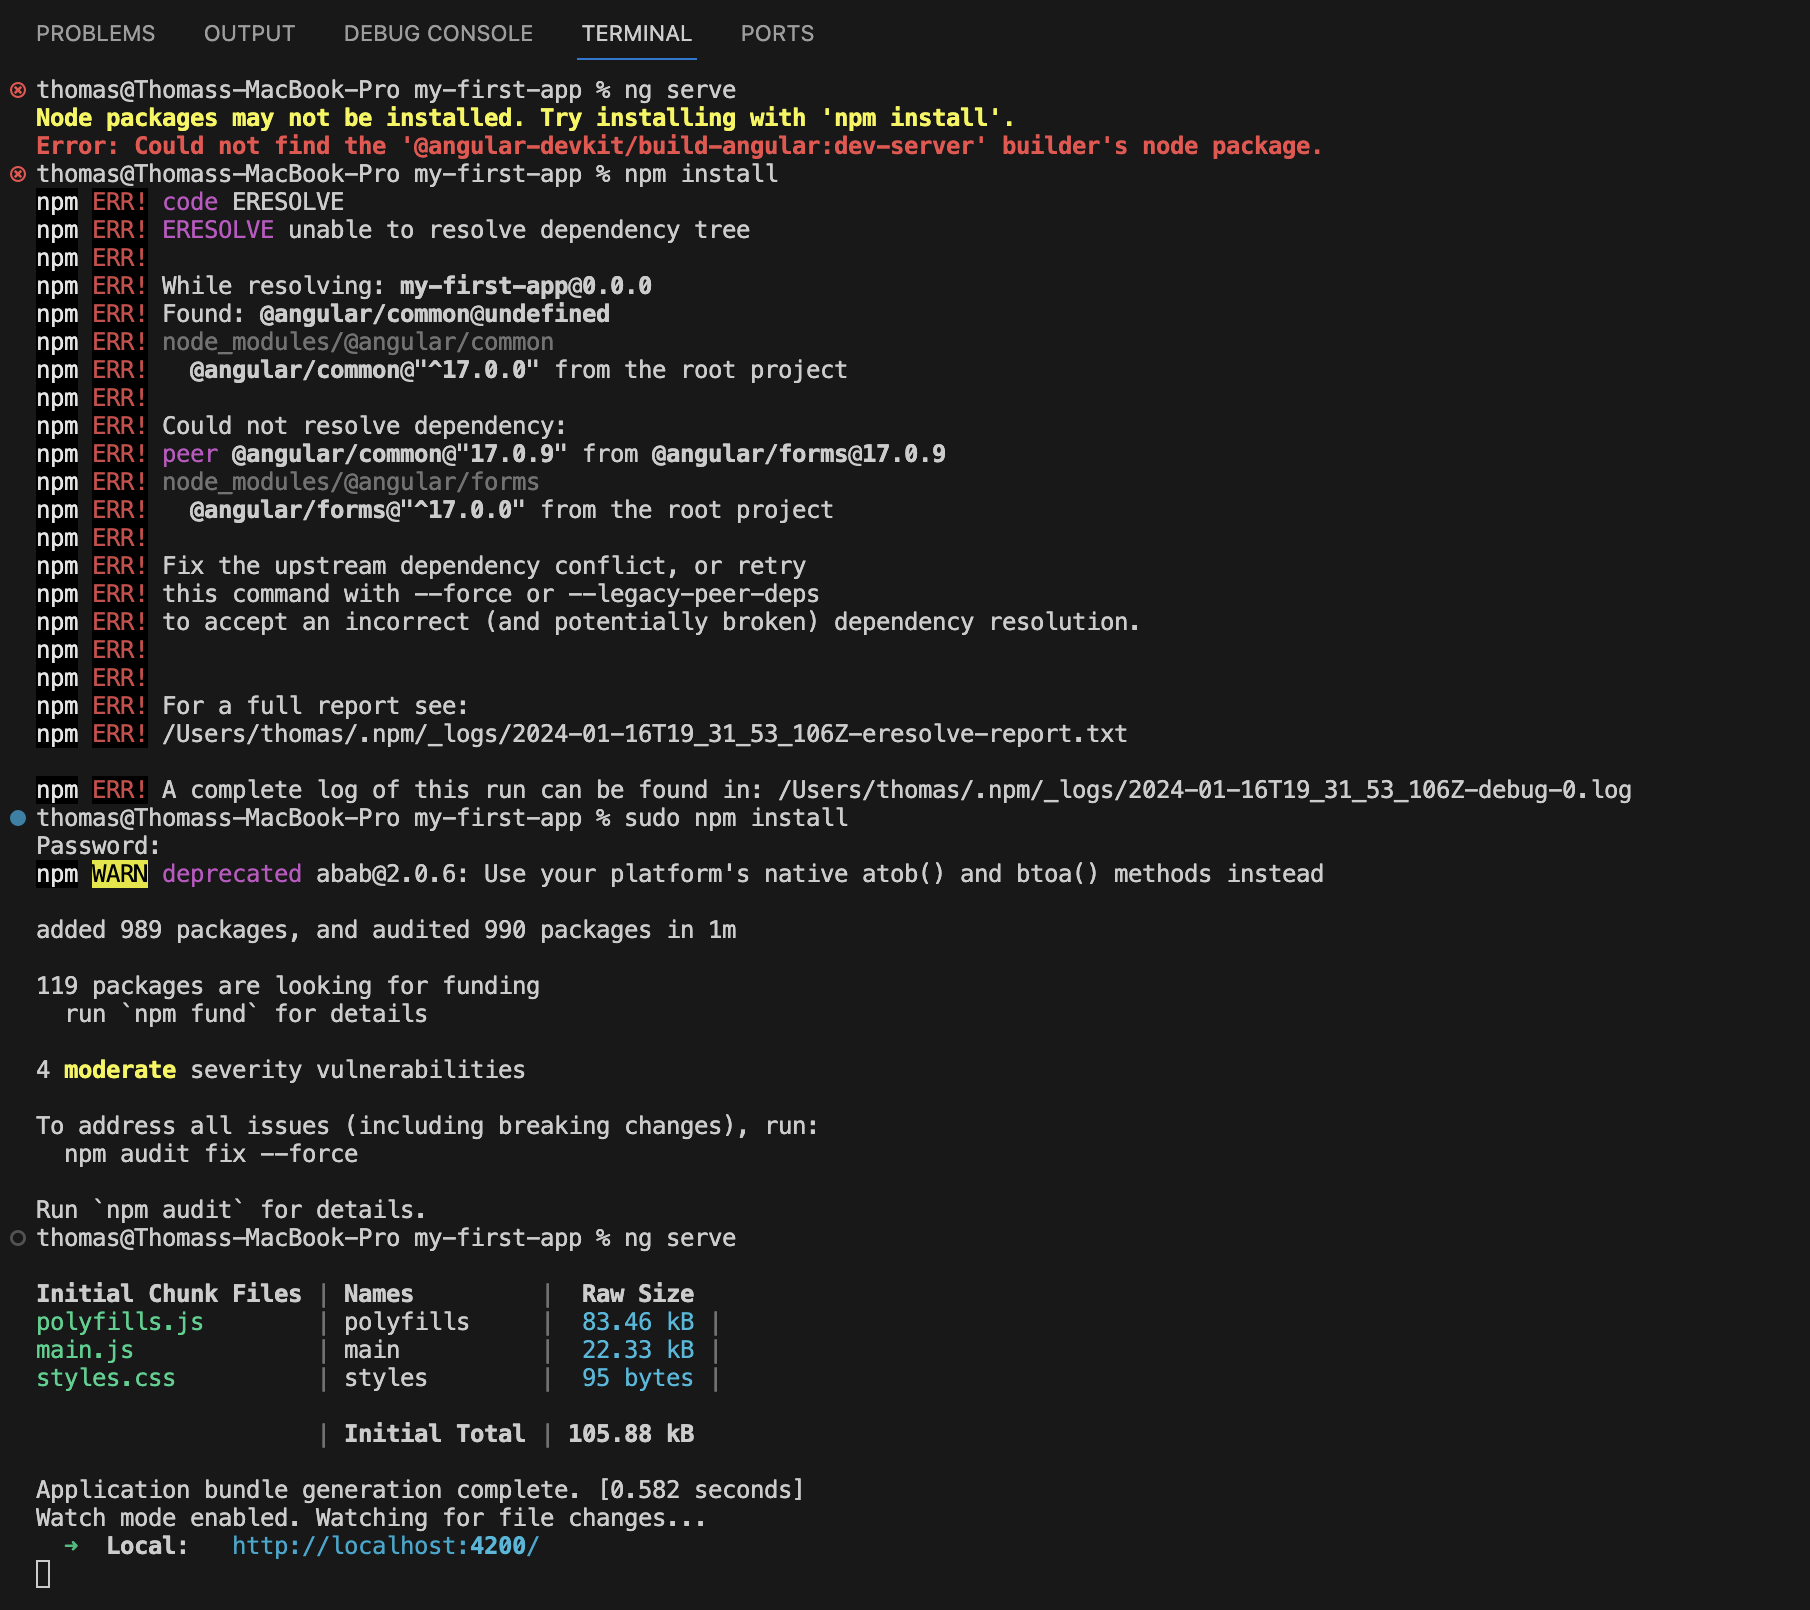 PROBLEMS OUTPUT DEBUG CONSOLE TERMINAL PORTS
thomas@Thomass-MacBook-Pro my-first-app % ng serve
Node packages may not be installed. Try installing with 'npm install'.
Error: Could not find the '@angular-devkit/build-angular:dev-server' builder's node package.
thomas@Thomass-MacBook-Pro my-first-app % npm install
npm ERR! code ERESOLVE
npm ERR! ERESOLVE unable to resolve dependency tree
npm ERR!
npm ERR! While resolving: my-first-app@0.0.0
npm ERR! Found: @angular/common@undefined
npm ERR! node_modules/@angular/common
npm ERR!   @angular/common@"^17.0.0" from the root project
npm ERR!
npm ERR! Could not resolve dependency:
npm ERR! peer @angular/common@"17.0.9" from @angular/forms@17.0.9
npm ERR! node_modules/@angular/forms
npm ERR!   @angular/forms@"^17.0.0" from the root project
npm ERR!
npm ERR! Fix the upstream dependency conflict, or retry
npm ERR! this command with --force or --legacy-peer-deps
npm ERR! to accept an incorrect (and potentially broken) dependency resolution.
npm ERR!
npm ERR!
npm ERR! For a full report see:
npm ERR! /Users/thomas/.npm/_logs/2024-01-16T19_31_53_106Z-eresolve-report.txt
npm ERR! A complete log of this run can be found in: /Users/thomas/.npm/_logs/2024-01-16T19_31_53_106Z-debug-0.log
thomas@Thomass-MacBook-Pro my-first-app % sudo npm install
Password:
npm WARN deprecated abab@2.0.6: Use your platform's native atob() and btoa() methods instead
added 989 packages, and audited 990 packages in 1m
119 packages are looking for funding
  run `npm fund` for details
4 moderate severity vulnerabilities
To address all issues (including breaking changes), run:
  npm audit fix --force
Run `npm audit` for details.
thomas@Thomass-MacBook-Pro my-first-app % ng serve
Initial Chunk Files | Names         |  Raw Size
polyfills.js        | polyfills     |  83.46 kB |
main.js             | main          |  22.33 kB |
styles.css          | styles        |  95 bytes |
                    | Initial Total | 105.88 kB
Application bundle generation complete. [0.582 seconds]
Watch mode enabled. Watching for file changes...
  ➜  Local:   http://localhost:4200/